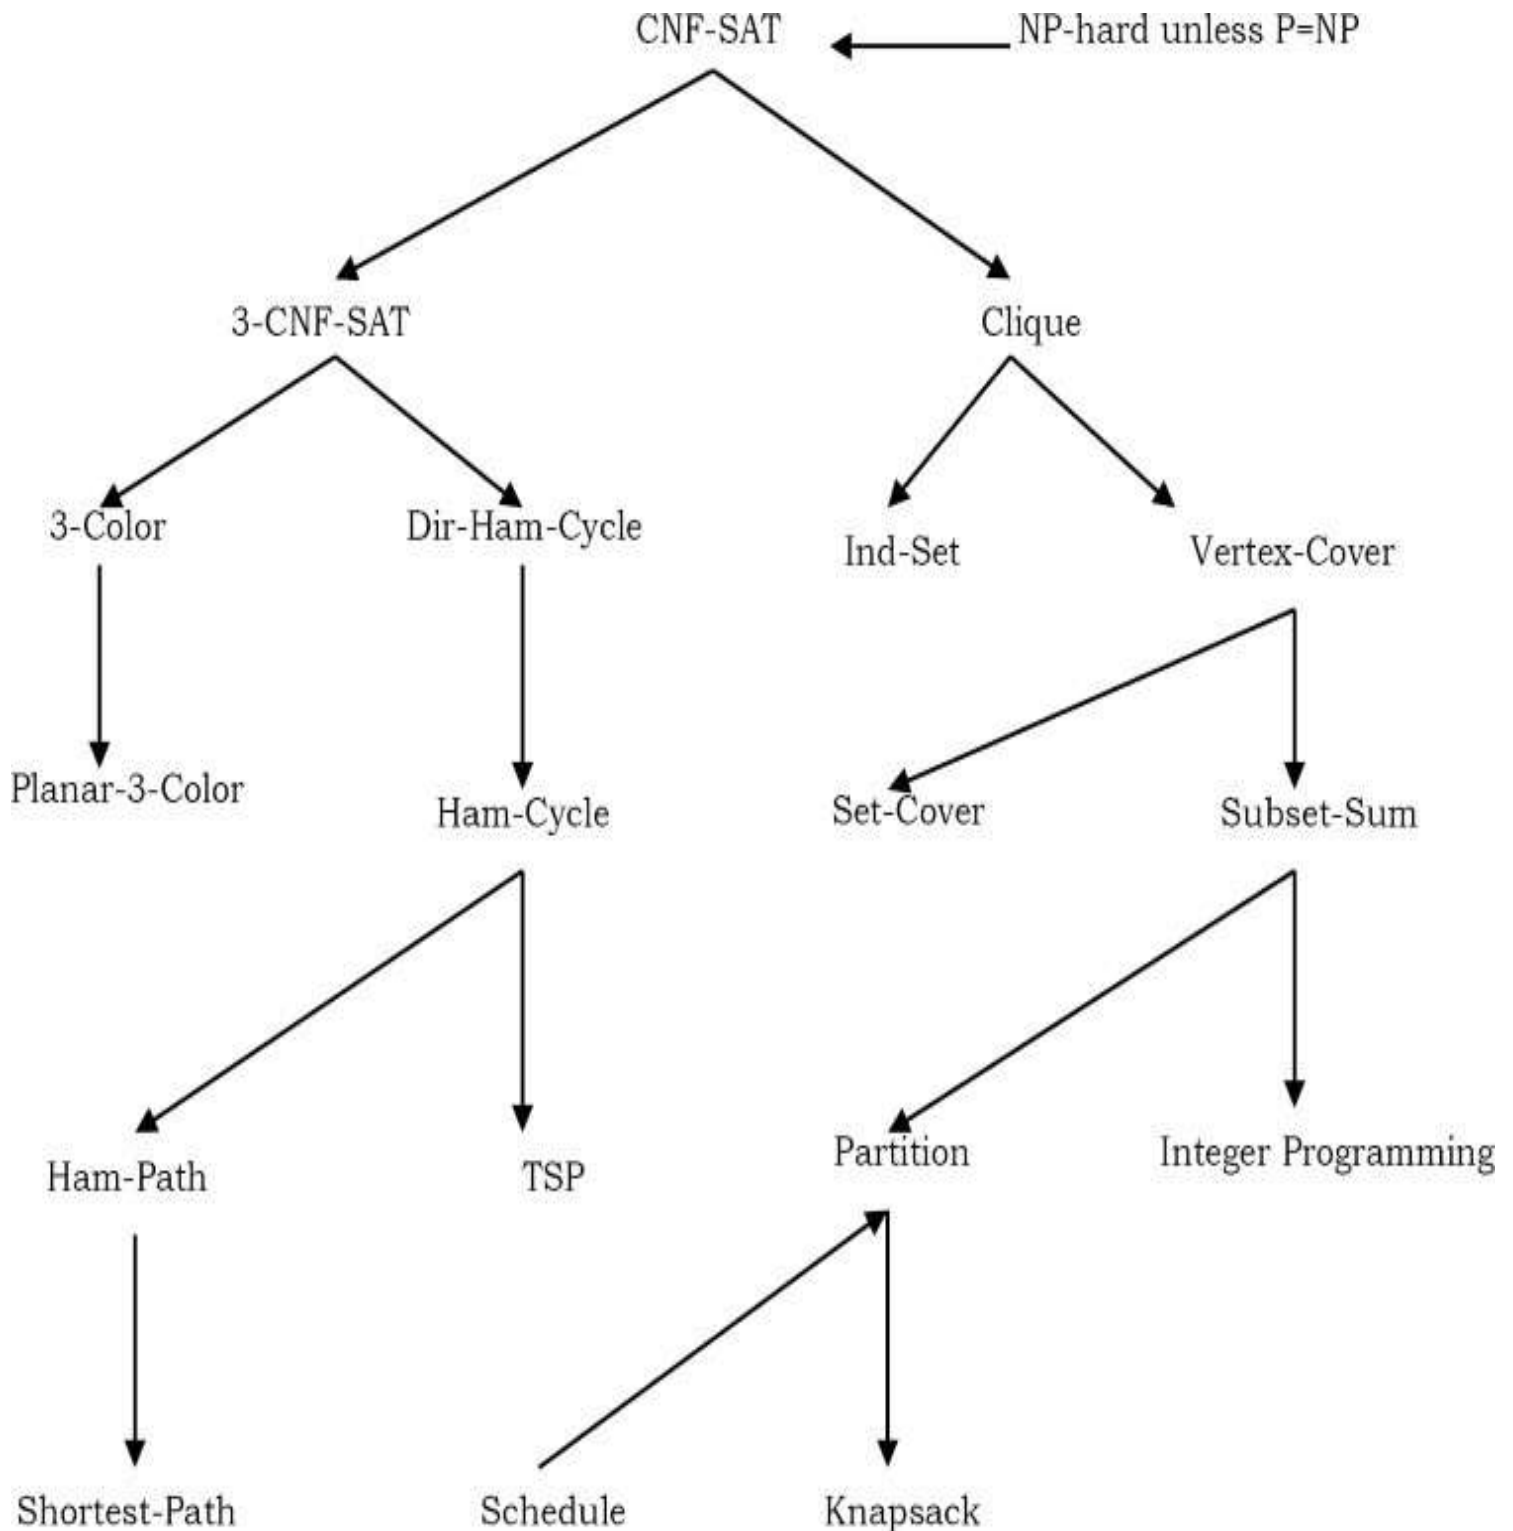 CNF-SAT
NP-hard unless P=NP
3-CNF-SAT
Clique
3-Color
Dir-Ham-Cycle
Ind-Set
Vertex-Cover
Planar-3-Color
Ham-Cycle
Set-Cover
Subset-Sum
Ham-Path
TSP
Partition
Integer Programming
Shortest-Path
Schedule
Knapsack